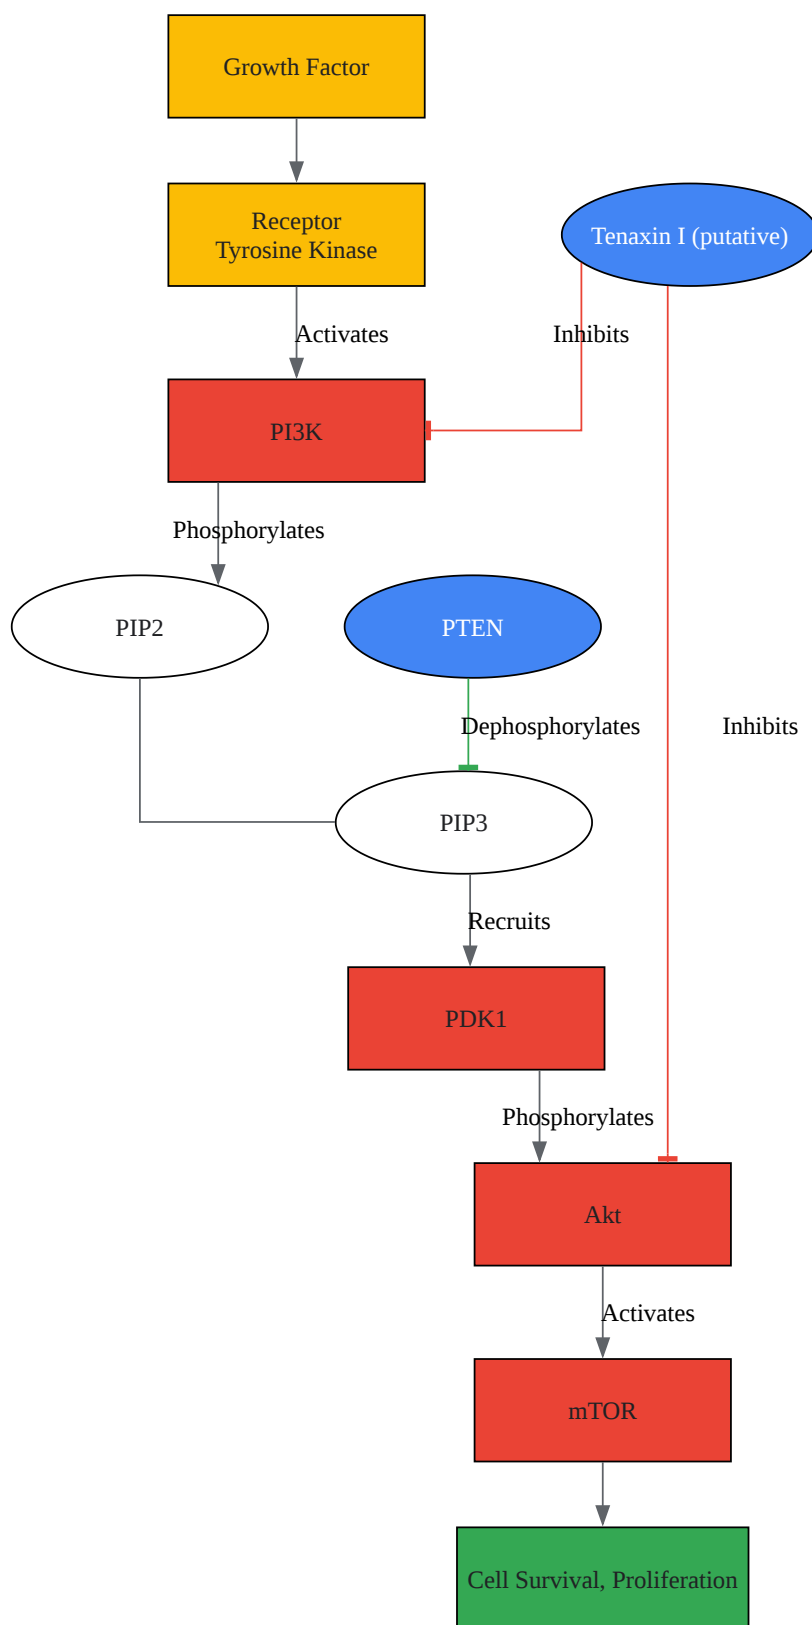 Growth Factor
Receptor
Tyrosine Kinase
Tenaxin I (putative)
Activates
Inhibits
PI3K
Phosphorylates
PIP2
PTEN
Dephosphorylates
Inhibits
PIP3
Recruits
PDK1
Phosphorylates
Akt
Activates
mTOR
Cell Survival, Proliferation